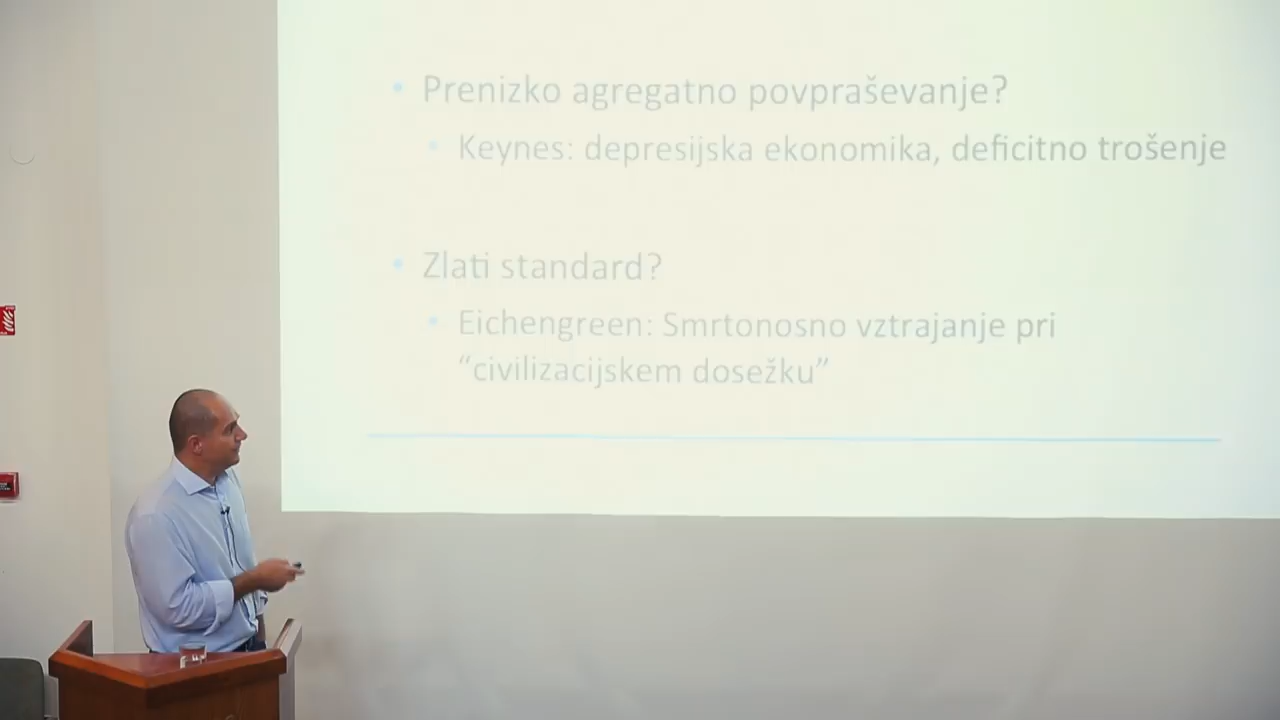 Prenizko agregatno povpraševanje?
Keynes: depresijska ekonomika, deficitno trošenje
Zlati standard?
Eichengreen: Smrtonosno vztrajanje pri
“civilizacijskem dosežku”